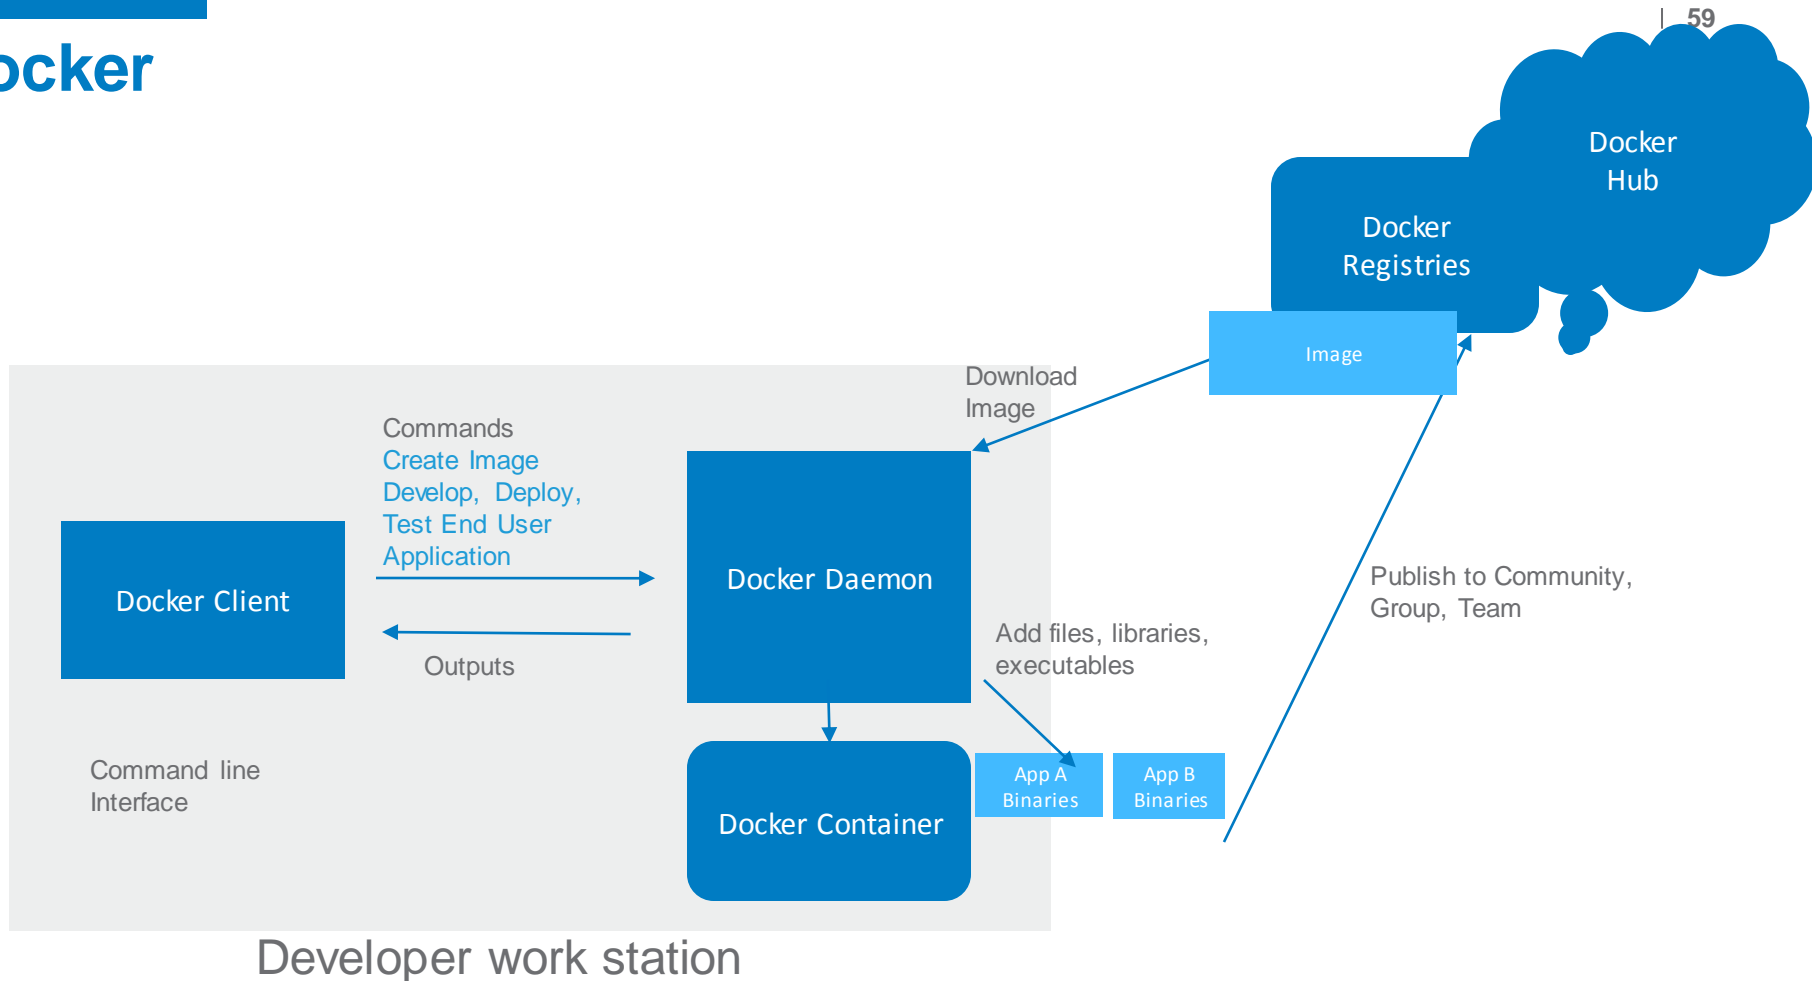 59
ocker
Docker
Hub
Docker
Registries
Image
Download
Image
Commands
Create Image
Develop, Deploy,
Test End User
Application
Docker Client
Docker Daemon
Outputs
Publish to Community,
Group, Team
Add files, libraries,
executables
Command line
Interface
App A
Binaries
App B
Binaries
Docker Container
Developer work station